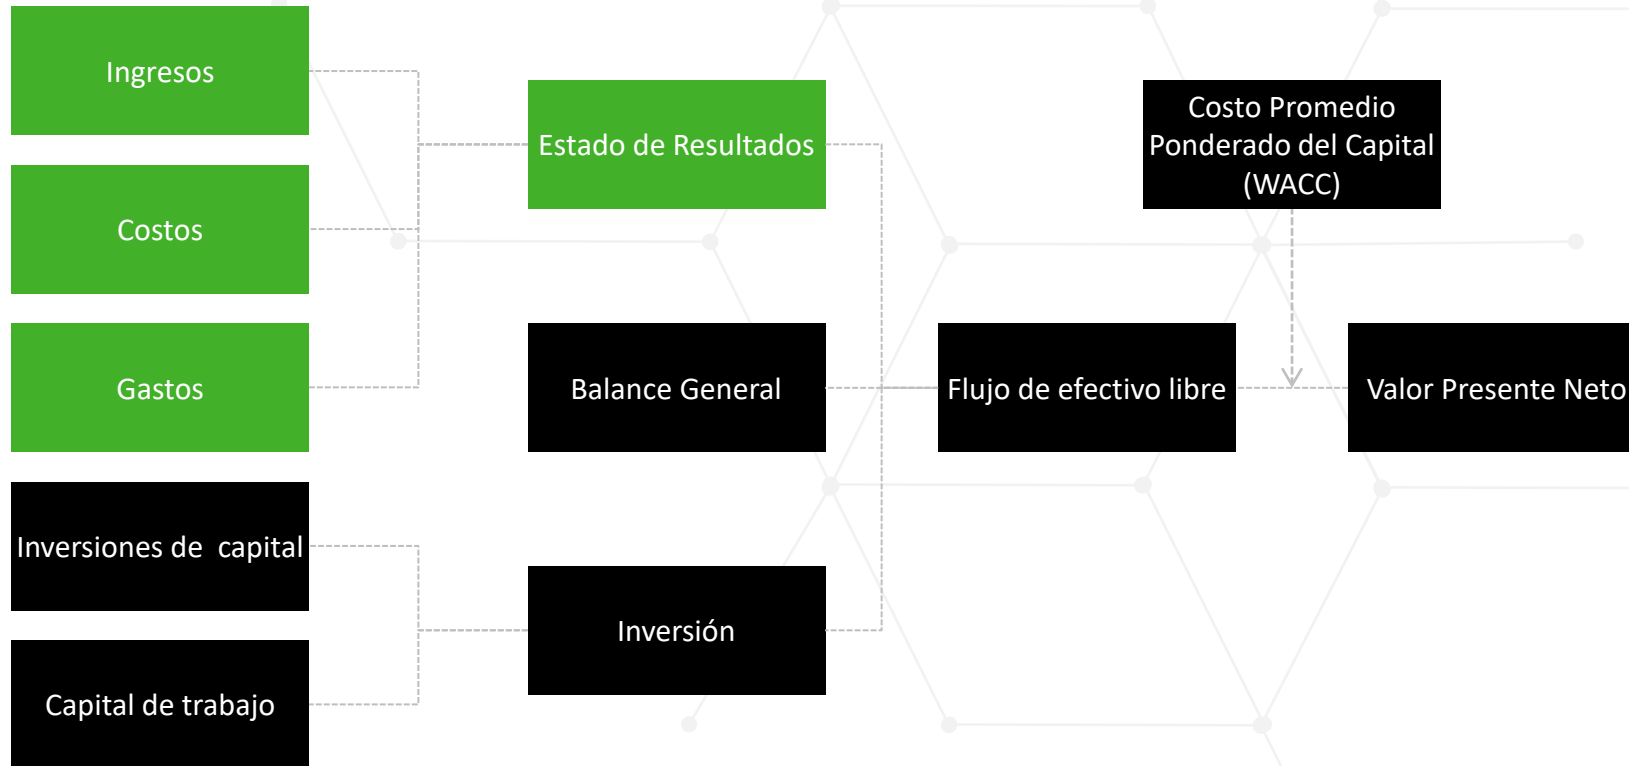 Ingresos
Costos
Gastos
Inversiones de  capital
Capital de trabajo
Estado de Resultados
Balance General
Inversión
Flujo de efectivo libre
Costo Promedio
Ponderado del Capital
(WACC)
Valor Presente Neto